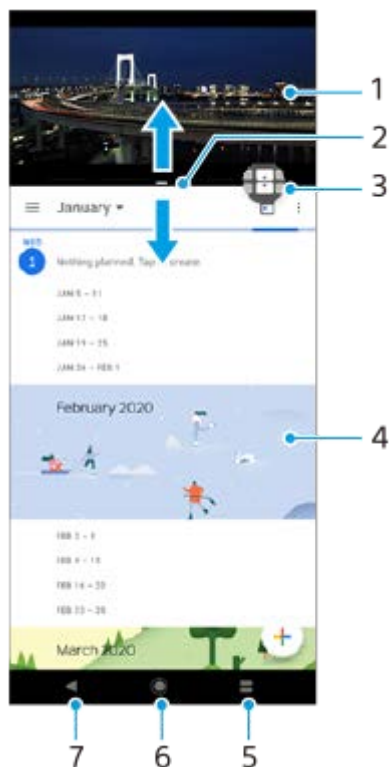 1
2
3
January
WED
1
Nothing planned. Tap to create.
JAN 5 – 11
JAN 12 – 18
JAN 19 – 25
JAN 26 – FEB 1
February 2020
4
FEB 2 – 8
FEB 9 – 15
FEB 16 – 22
FEB 23 – 29
March 2020
7
6
5